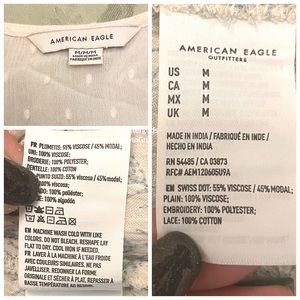 AMERICAN EAGLE
M/M/M
FABRIQUÉ EN INDE
FR PLUMETIS: 55% VISCOSE / 45% MODAL;
UNI: 100% VISCOSE;
BRODERIE: 100% POLYESTER;
DENTELLE: 100% COTON
100% viscosa;
100% poliéster;
100% algodón
EN MACHINE WASH COLD WITH LIKE
COLORS. DO NOT BLEACH. RESHAPE LAY
FLAT TO DRY. COOL IRON IF NEEDED.
FR LAVER À LA MACHINE À FROID
AVEC COULEURS SIMILAIRES. NE PAS
JAVELLISER. REDONNER LA FORME
D'ORIGINE. SÉCHER À PLAT. REPASSER À
BASSE TEMPÉRATURE AU BESOIN.
AMERICAN EAGLE
OUTFITTERS
US M
CA M
MX M
UK M
MADE IN INDIA / FABRIQUÉ EN INDE /
HECHO EN INDIA
RN 54485 / CA 03873
RFC# AEM120605U9A
EN SWISS DOT: 55% VISCOSE / 45% MODAL;
PLAIN: 100% VISCOSE;
EMBROIDERY: 100% POLYESTER;
LACE: 100% COTTON